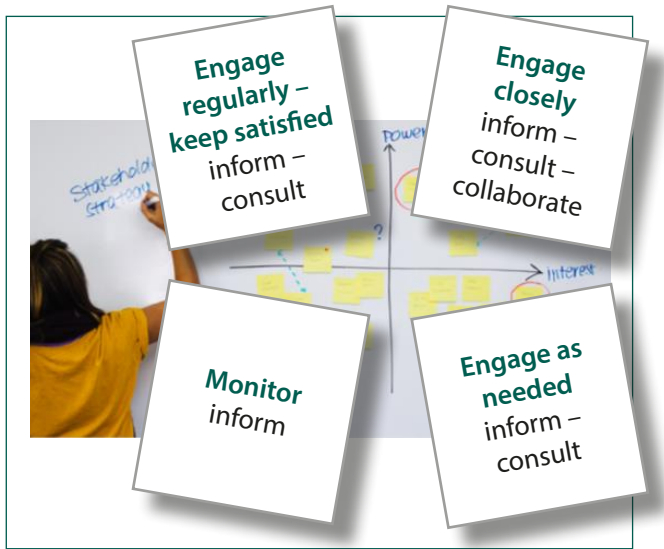 Engage
regularly –
keep satisfied
inform –
consult
Engage
closely
inform –
consult –
collaborate
Power
Stakehold
strategy
?
Interest
Monitor
inform
Engage as
needed
inform –
consult